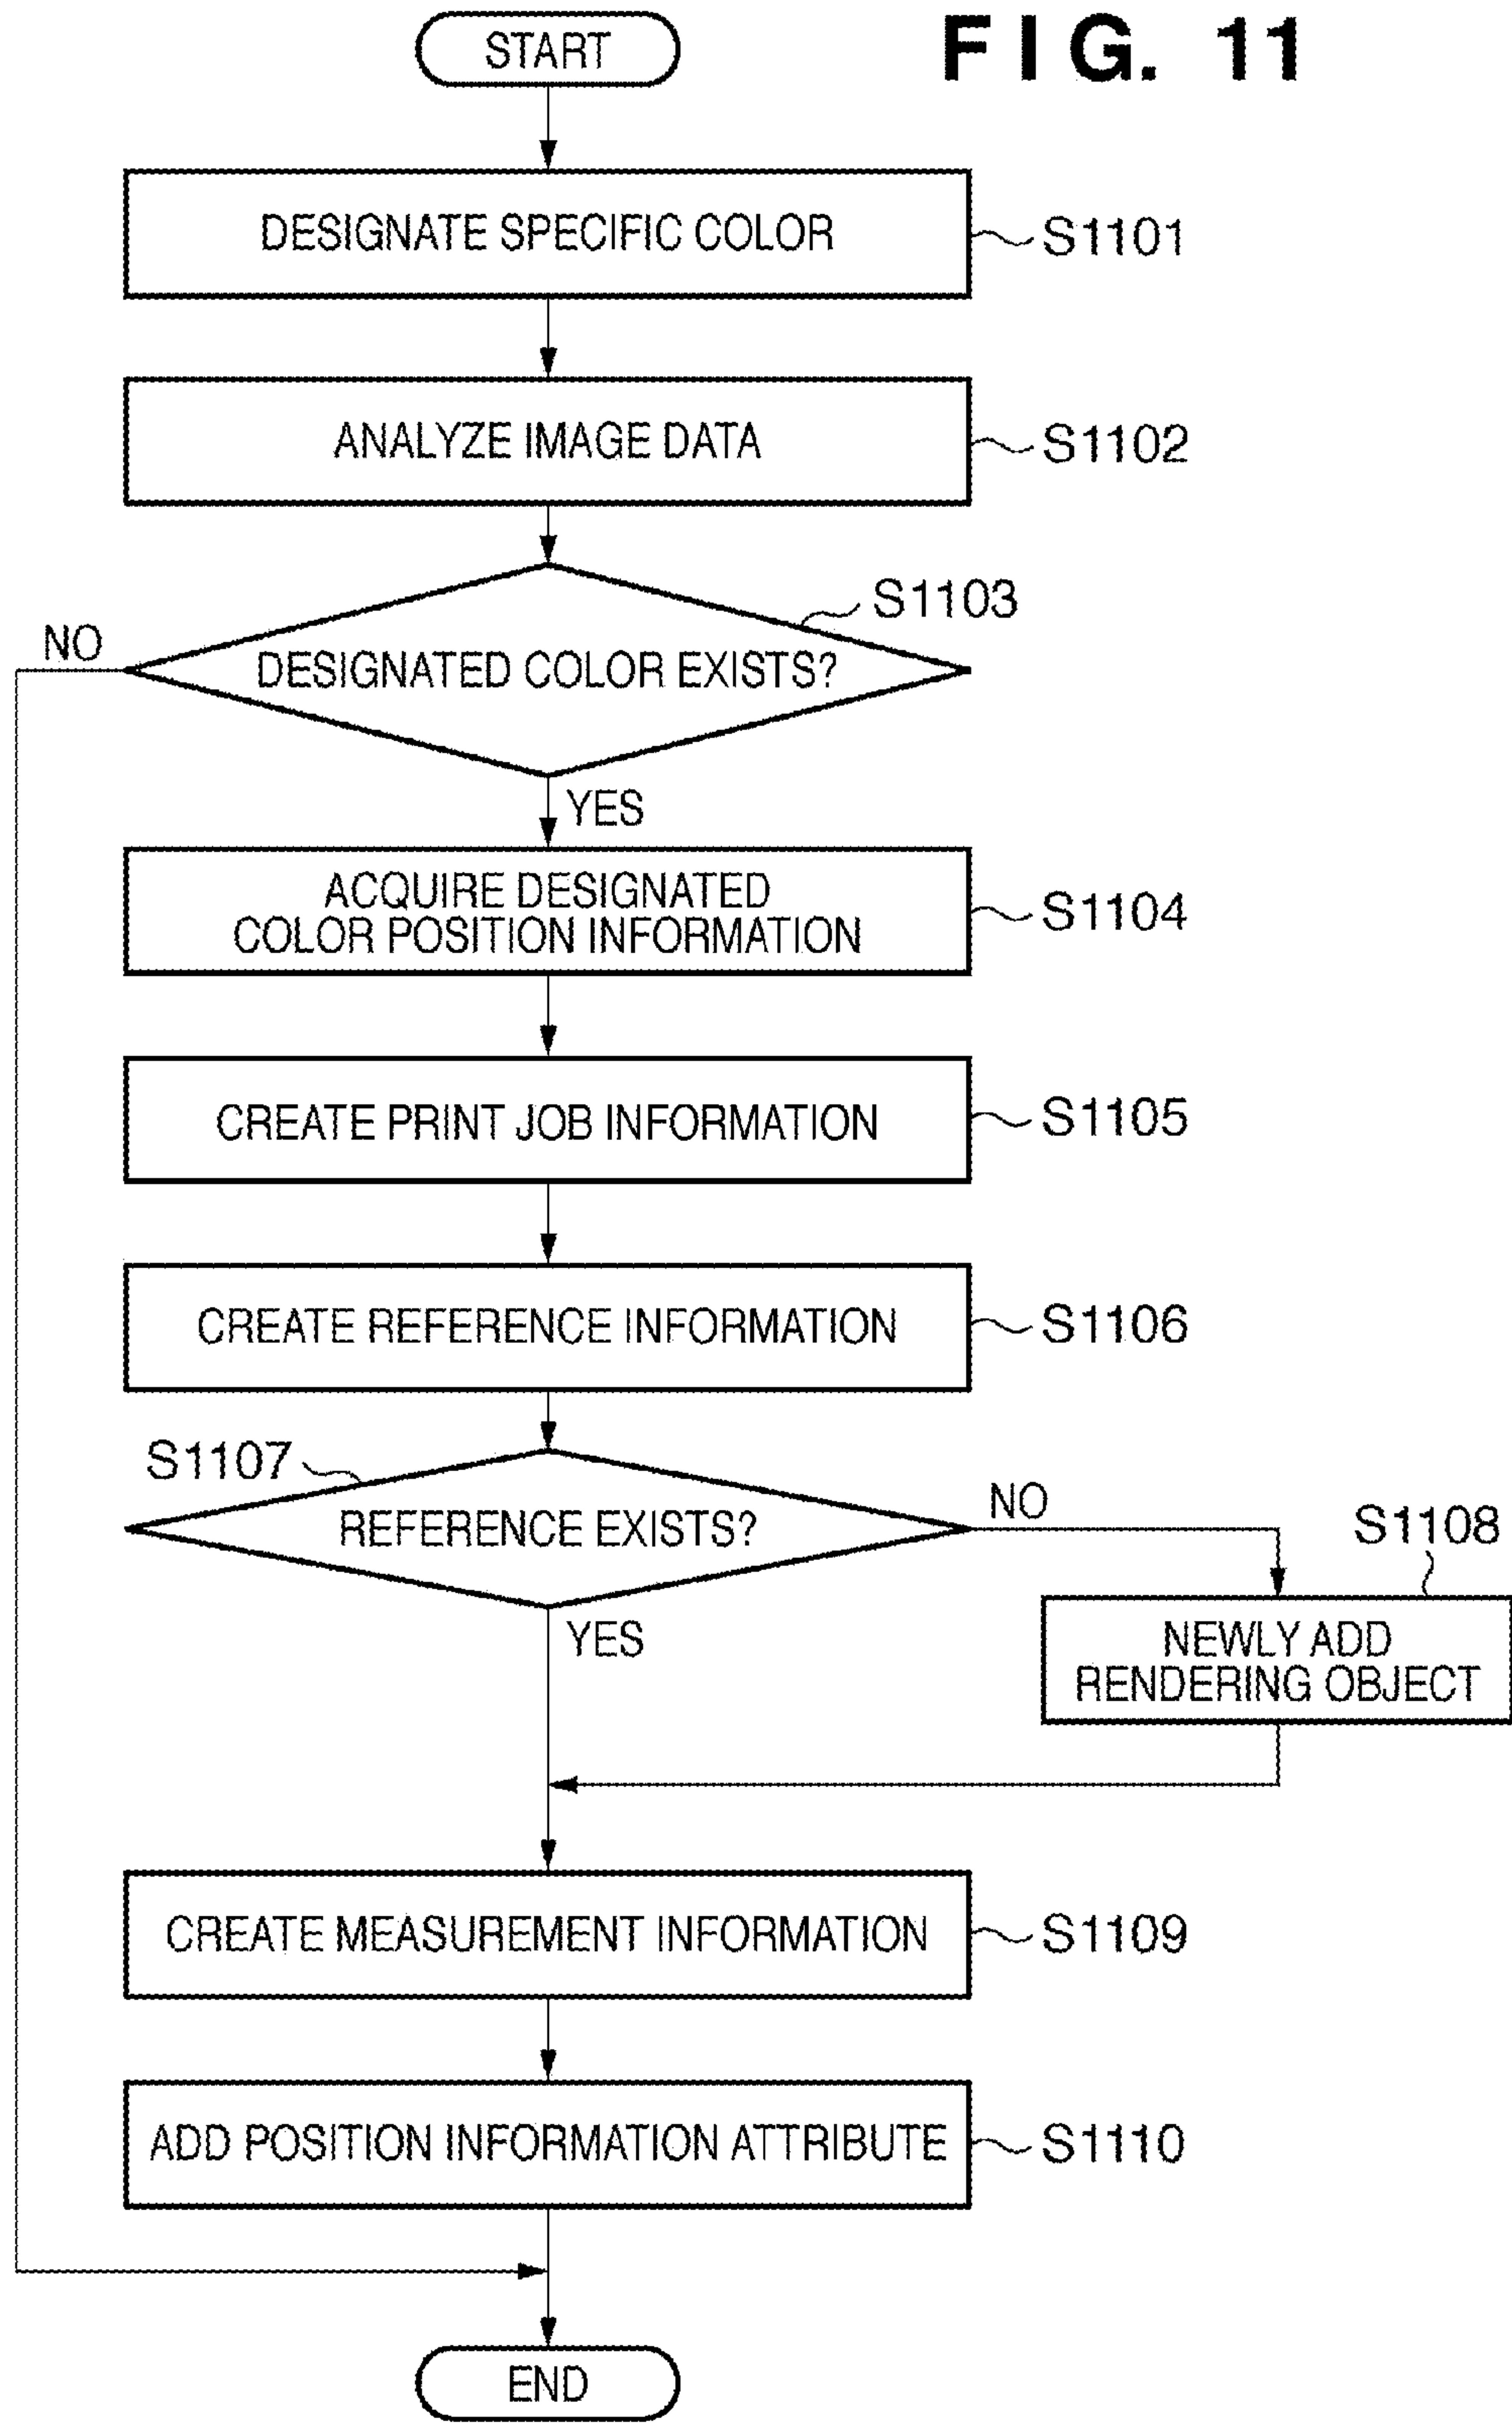 FIG. 11
START
DESIGNATE SPECIFIC COLOR
S1101
ANALYZE IMAGE DATA
S1102
S1103
NO
DESIGNATED COLOR EXISTS?
YES
ACQUIRE DESIGNATED
COLOR POSITION INFORMATION
S1104
CREATE PRINT JOB INFORMATION
S1105
CREATE REFERENCE INFORMATION
S1106
S1107
REFERENCE EXISTS?
NO
S1108
YES
NEWLY ADD
RENDERING OBJECT
CREATE MEASUREMENT INFORMATION
S1109
ADD POSITION INFORMATION ATTRIBUTE
S1110
END